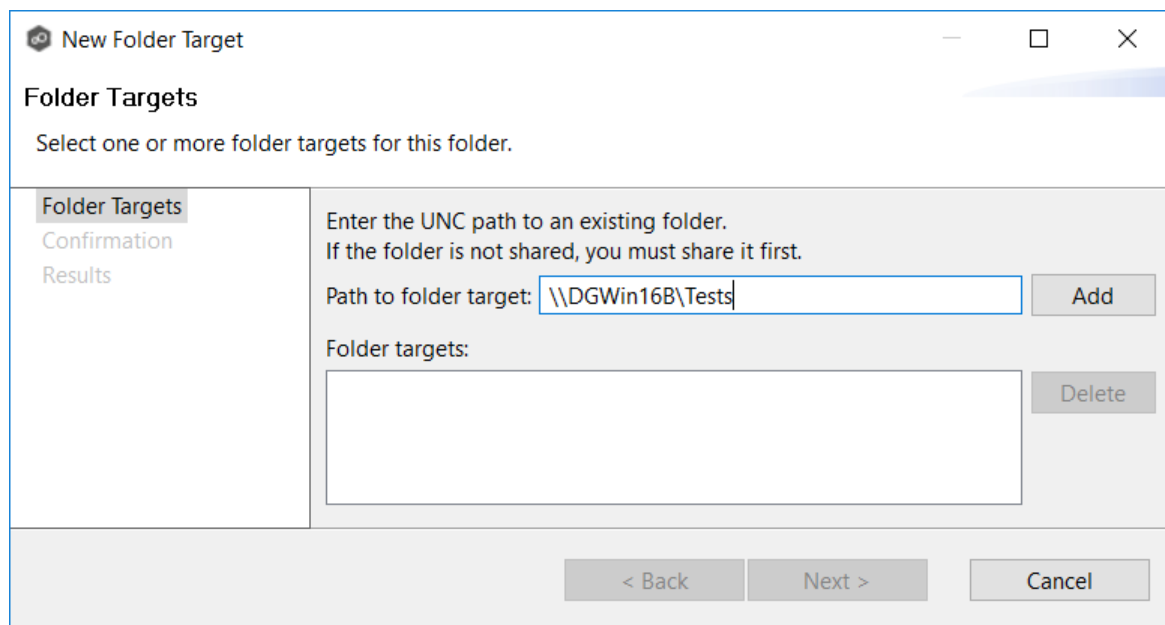 New Folder Target
Folder Targets
Select one or more folder targets for this folder.
Folder Targets
Confirmation
Results
Enter the UNC path to an existing folder.
If the folder is not shared, you must share it first.
Path to folder target: \\DGWin16B\Tests Add
Folder targets:
Delete
< Back Next > Cancel